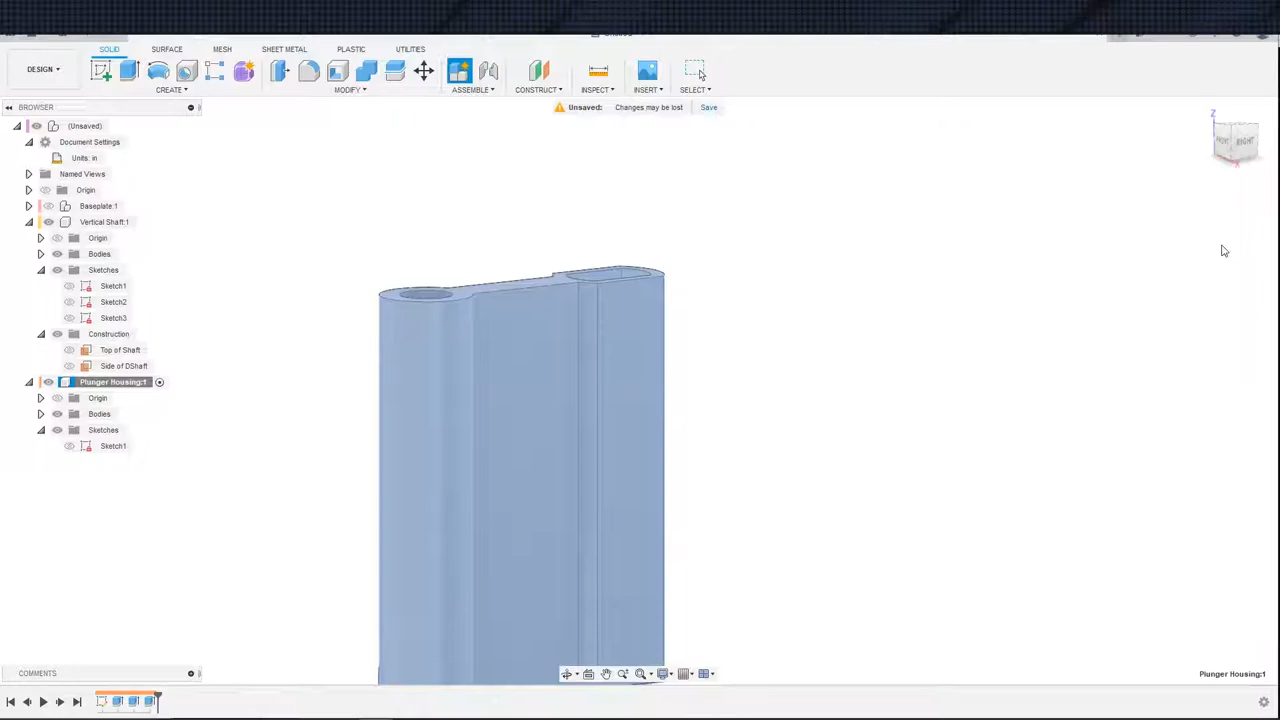 SOLID SURFACE MESH SHEET METAL PLASTIC UTILITIES
DESIGN
CREATE MODIFY ASSEMBLE CONSTRUCT INSPECT INSERT SELECT
BROWSER
Unsaved: Changes may be lost Save
(Unsaved)
Document Settings
Units: in
Named Views
Origin
Baseplate:1
Vertical Shaft:1
Origin
Bodies
Sketches
Sketch1
Sketch2
Sketch3
Construction
Top of Shaft
Side of DShaft
Plunger Housing:1
Origin
Bodies
Sketches
Sketch1
Z
FRONT RIGHT
X
COMMENTS
Plunger Housing:1